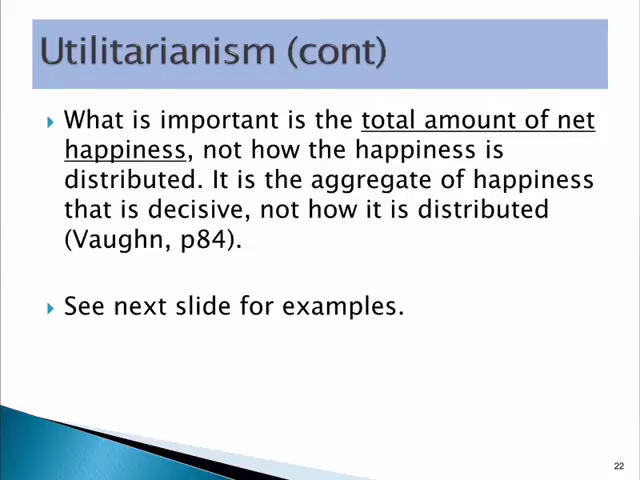 Utilitarianism (cont)
What is important is the total amount of net
happiness, not how the happiness is
distributed. It is the aggregate of happiness
that is decisive, not how it is distributed
(Vaughn, p84).
See next slide for examples.
22